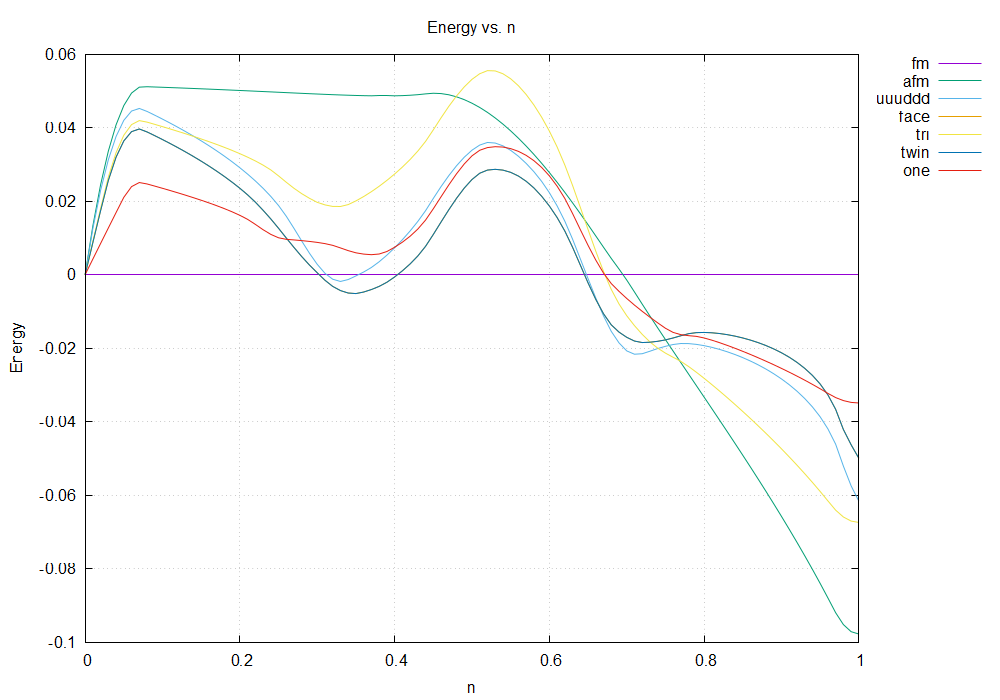 Energy vs. n
0.06
0.04
0.02
0
-0.02
-0.04
-0.06
-0.08
-0.1
Energy
0 0.2 0.4 0.6 0.8 1
n
fm
afm
uuuddd
face
tri
twin
one